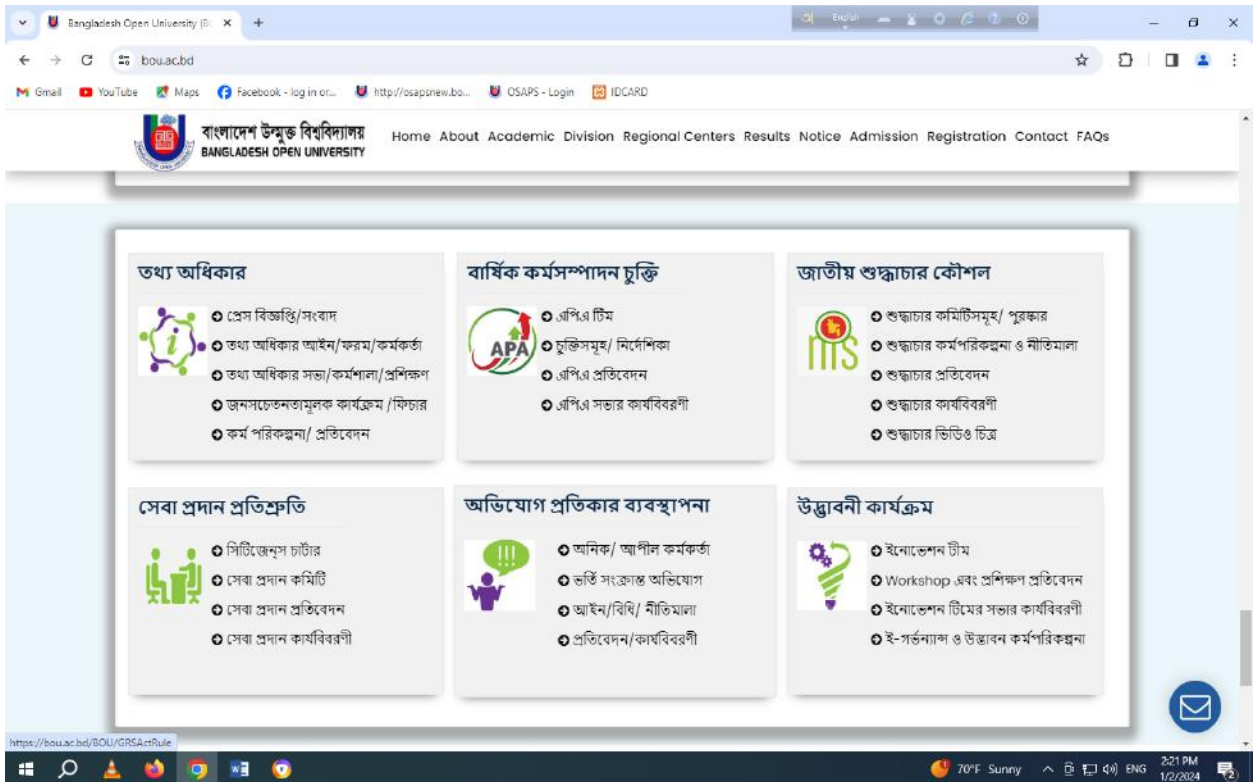 Bangladesh Open University (B
English
bou.ac.bd
Gmail YouTube Maps Facebook - log in or... http://osapsnew.bo... OSAPS - Login IDCARD
বাংলাদেশ উন্মুক্ত বিশ্ববিদ্যালয়
BANGLADESH OPEN UNIVERSITY
Home About Academic Division Regional Centers Results Notice Admission Registration Contact FAQs
তথ্য অধিকার
প্রেস বিজ্ঞপ্তি/সংবাদ
তথ্য অধিকার আইন/ফরম/কর্মকর্তা
তথ্য অধিকার সভা/কর্মশালা/প্রশিক্ষণ
জনসচেতনতামূলক কার্যক্রম /ফিচার
কর্ম পরিকল্পনা/ প্রতিবেদন
বার্ষিক কর্মসম্পাদন চুক্তি
APA
এপিএ টিম
চুক্তিসমূহ/ নির্দেশিকা
এপিএ প্রতিবেদন
এপিএ সভার কার্যবিবরণী
জাতীয় শুদ্ধাচার কৌশল
শুদ্ধাচার কমিটিসমূহ/ পুরষ্কার
শুদ্ধাচার কর্মপরিকল্পনা ও নীতিমালা
শুদ্ধাচার প্রতিবেদন
শুদ্ধাচার কার্যবিবরণী
শুদ্ধাচার ভিডিও চিত্র
সেবা প্রদান প্রতিশ্রুতি
সিটিজেন্‌স চার্টার
সেবা প্রদান কমিটি
সেবা প্রদান প্রতিবেদন
সেবা প্রদান কার্যবিবরণী
অভিযোগ প্রতিকার ব্যবস্থাপনা
!!!
অনিক/ আপীল কর্মকর্তা
ভর্তি সংক্রান্ত অভিযোগ
আইন/বিধি/ নীতিমালা
প্রতিবেদন/কার্যবিবরণী
উদ্ভাবনী কার্যক্রম
ইনোভেশন টীম
Workshop এবং প্রশিক্ষণ প্রতিবেদন
ইনোভেশন টিমের সভার কার্যবিবরণী
ই-গর্ভন্যান্স ও উদ্ভাবন কর্মপরিকল্পনা
https://bou.ac.bd/BOU/GRSActRule
70°F Sunny ENG 2:21 PM
1/2/2024